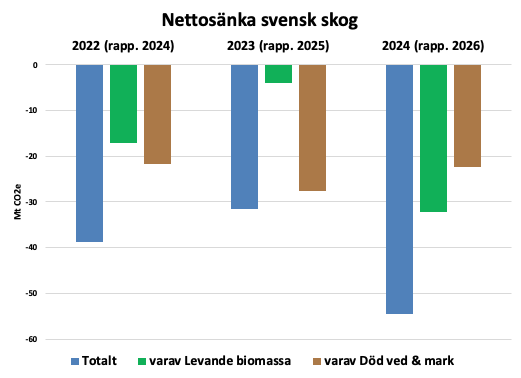 Nettosänka svensk skog
2022 (rapp. 2024) 2023 (rapp. 2025) 2024 (rapp. 2026)
0
-10
-20
-30
-40
-50
-60
Mt CO2e
Totalt varav Levande biomassa varav Död ved & mark